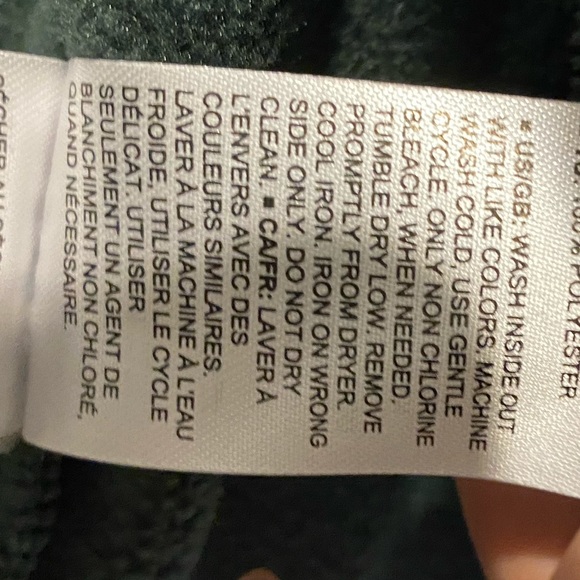 POLYESTER
* US/GB: WASH INSIDE OUT
WITH LIKE COLORS. MACHINE
WASH COLD, USE GENTLE
CYCLE. ONLY NON CHLORINE
BLEACH, WHEN NEEDED.
TUMBLE DRY LOW. REMOVE
PROMPTLY FROM DRYER.
COOL IRON. IRON ON WRONG
SIDE ONLY. DO NOT DRY
CLEAN. ▪ CA/FR: LAVER À
L'ENVERS AVEC DES
COULEURS SIMILAIRES.
LAVER À LA MACHINE À L'EAU
FROIDE, UTILISER LE CYCLE
DÉLICAT. UTILISER
SEULEMENT UN AGENT DE
BLANCHIMENT NON CHLORÉ,
QUAND NÉCESSAIRE.